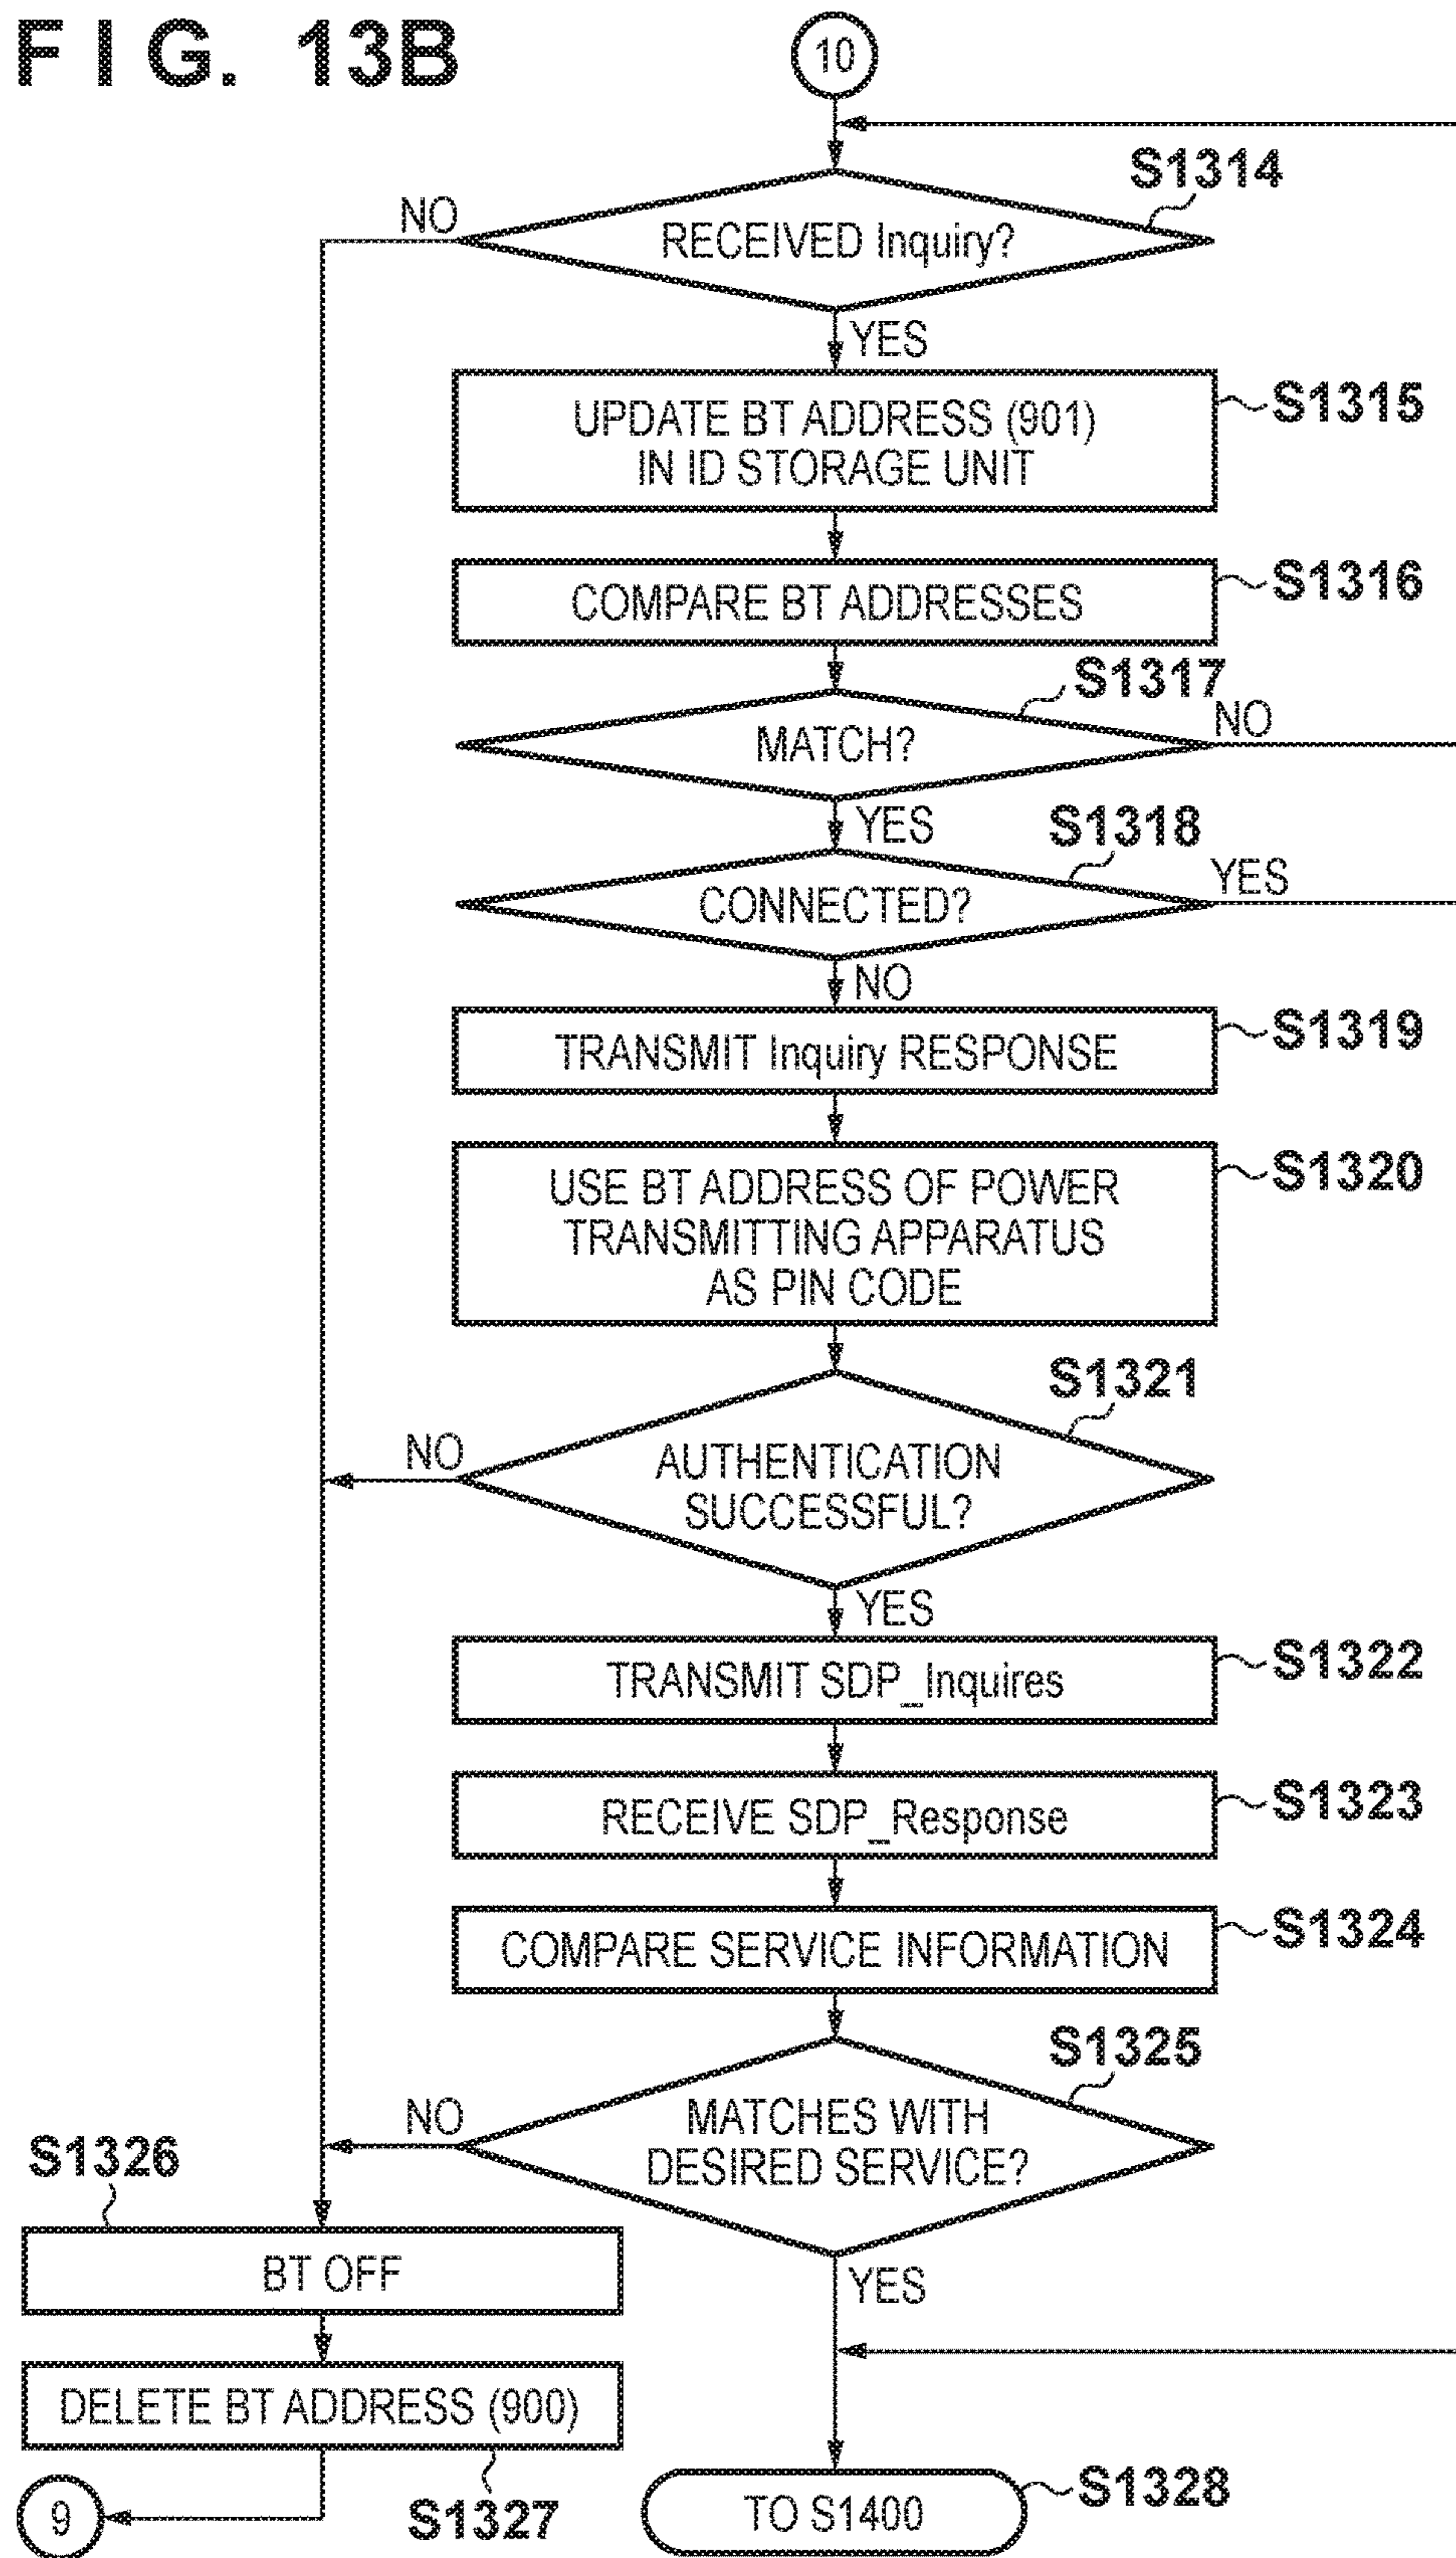 FIG. 13B
10
S1314
NO
RECEIVED Inquiry?
YES
UPDATE BT ADDRESS (901)
IN ID STORAGE UNIT
S1315
COMPARE BT ADDRESSES
S1316
S1317
NO
MATCH?
YES
S1318
YES
CONNECTED?
NO
TRANSMIT Inquiry RESPONSE
S1319
USE BT ADDRESS OF POWER
TRANSMITTING APPARATUS
AS PIN CODE
S1320
S1321
NO
AUTHENTICATION
SUCCESSFUL?
YES
TRANSMIT SDP_Inquires
S1322
RECEIVE SDP_Response
S1323
COMPARE SERVICE INFORMATION
S1324
S1325
NO
MATCHES WITH
DESIRED SERVICE?
S1326
BT OFF
YES
DELETE BT ADDRESS (900)
S1327
9
TO S1400
S1328